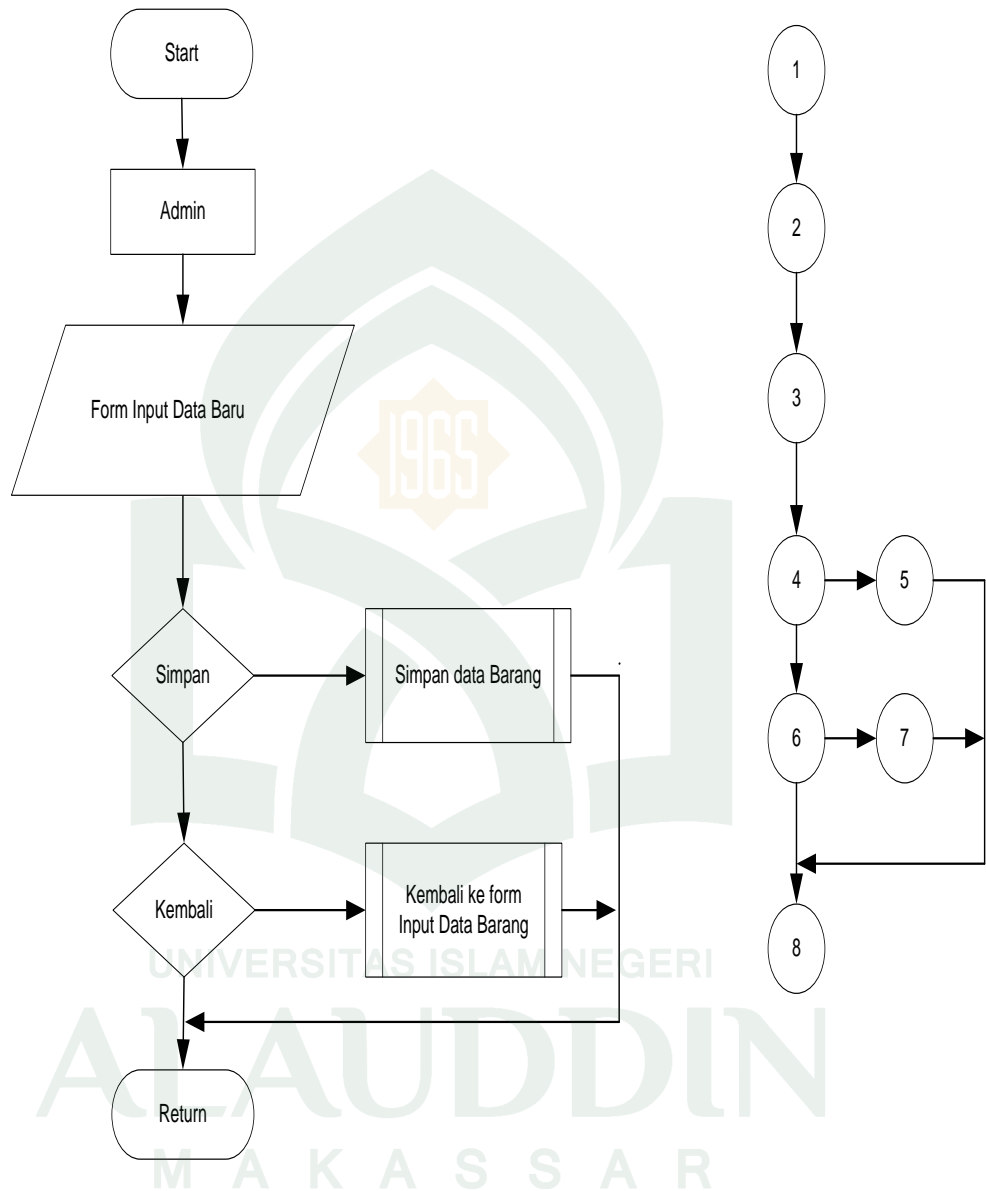 Start
Admin
Form Input Data Baru
Simpan
Simpan data Barang
Kembali
Kembali ke form
Input Data Barang
Return
1
2
3
4
5
6
7
8
1965
UNIVERSITAS ISLAM NEGERI
ALAUDDIN
MAKASSAR